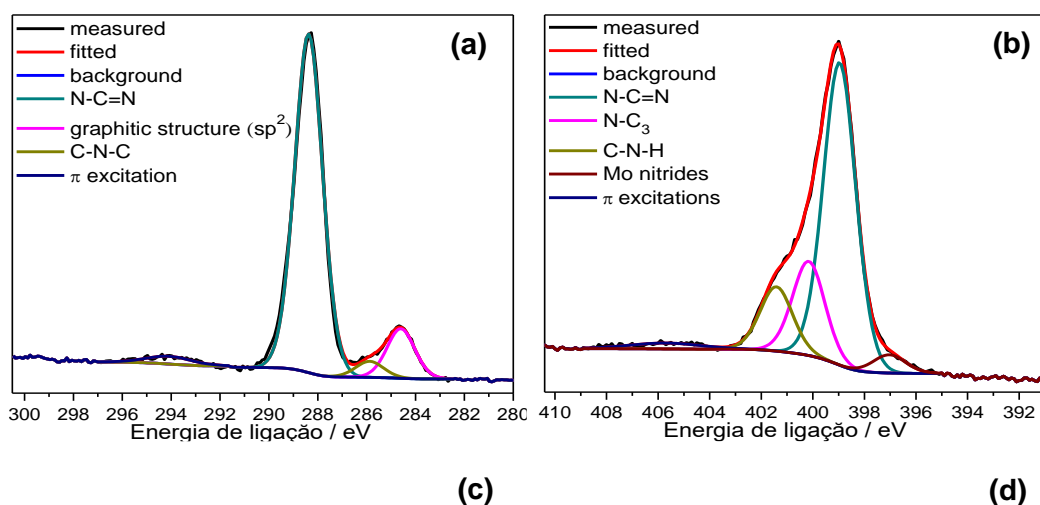 measured
fitted
background
N-C=N
graphitic structure (sp²)
C-N-C
π excitation
(a)
300 298 296 294 292 290 288 286 284 282 280
Energia de ligação / eV
measured
fitted
background
N-C=N
N-C₃
C-N-H
Mo nitrides
π excitations
(b)
410 408 406 404 402 400 398 396 394 392
Energia de ligação / eV
(c)
(d)